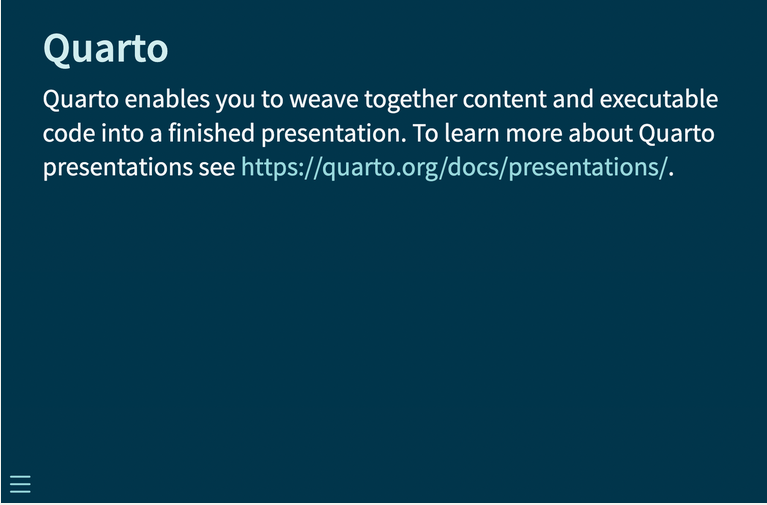 Quarto
Quarto enables you to weave together content and executable
code into a finished presentation. To learn more about Quarto
presentations see https://quarto.org/docs/presentations/.